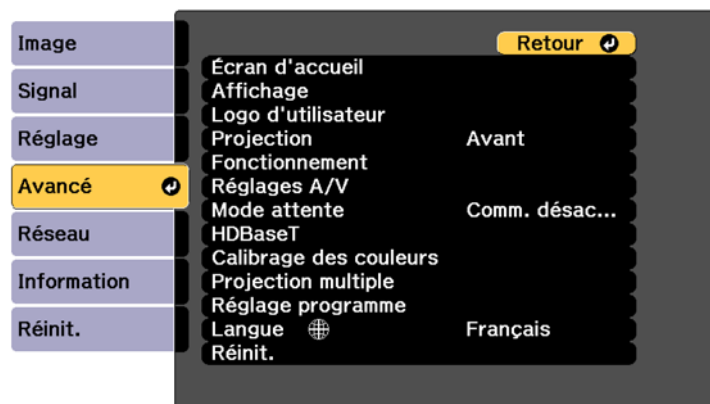 Image
Signal
Réglage
Avancé
Réseau
Information
Réinit.
Retour
Écran d'accueil
Affichage
Logo d'utilisateur
Projection Avant
Fonctionnement
Réglages A/V
Mode attente Comm. désac...
HDBaseT
Calibrage des couleurs
Projection multiple
Réglage programme
Langue Français
Réinit.